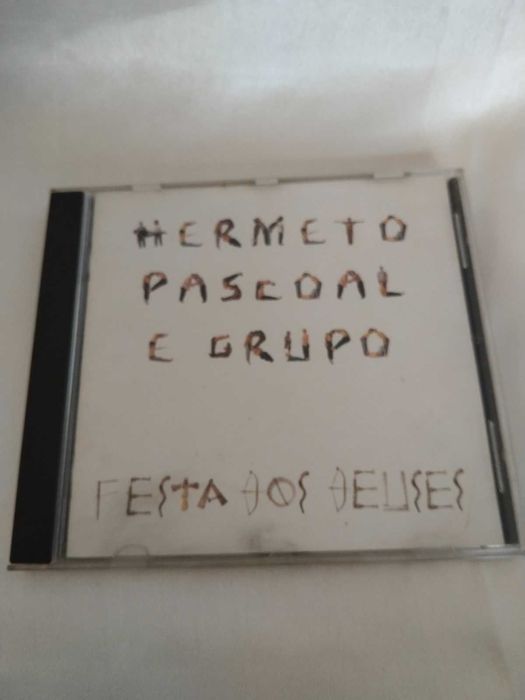 HERMETO
PASCOAL
E GRUPO
FESTA DOS DEUSES